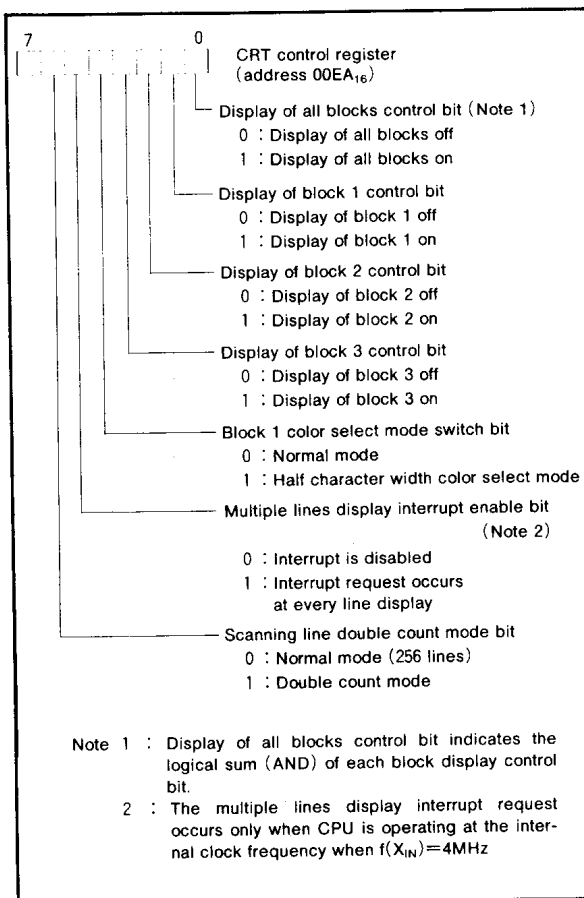 7 0
CRT control register
(address 00EA₁₆)
Display of all blocks control bit (Note 1)
0 : Display of all blocks off
1 : Display of all blocks on
Display of block 1 control bit
0 : Display of block 1 off
1 : Display of block 1 on
Display of block 2 control bit
0 : Display of block 2 off
1 : Display of block 2 on
Display of block 3 control bit
0 : Display of block 3 off
1 : Display of block 3 on
Block 1 color select mode switch bit
0 : Normal mode
1 : Half character width color select mode
Multiple lines display interrupt enable bit
(Note 2)
0 : Interrupt is disabled
1 : Interrupt request occurs
at every line display
Scanning line double count mode bit
0 : Normal mode (256 lines)
1 : Double count mode
Note 1 : Display of all blocks control bit indicates the
logical sum (AND) of each block display control
bit.
2 : The multiple lines display interrupt request
occurs only when CPU is operating at the inter-
nal clock frequency when f(X_IN)=4MHz